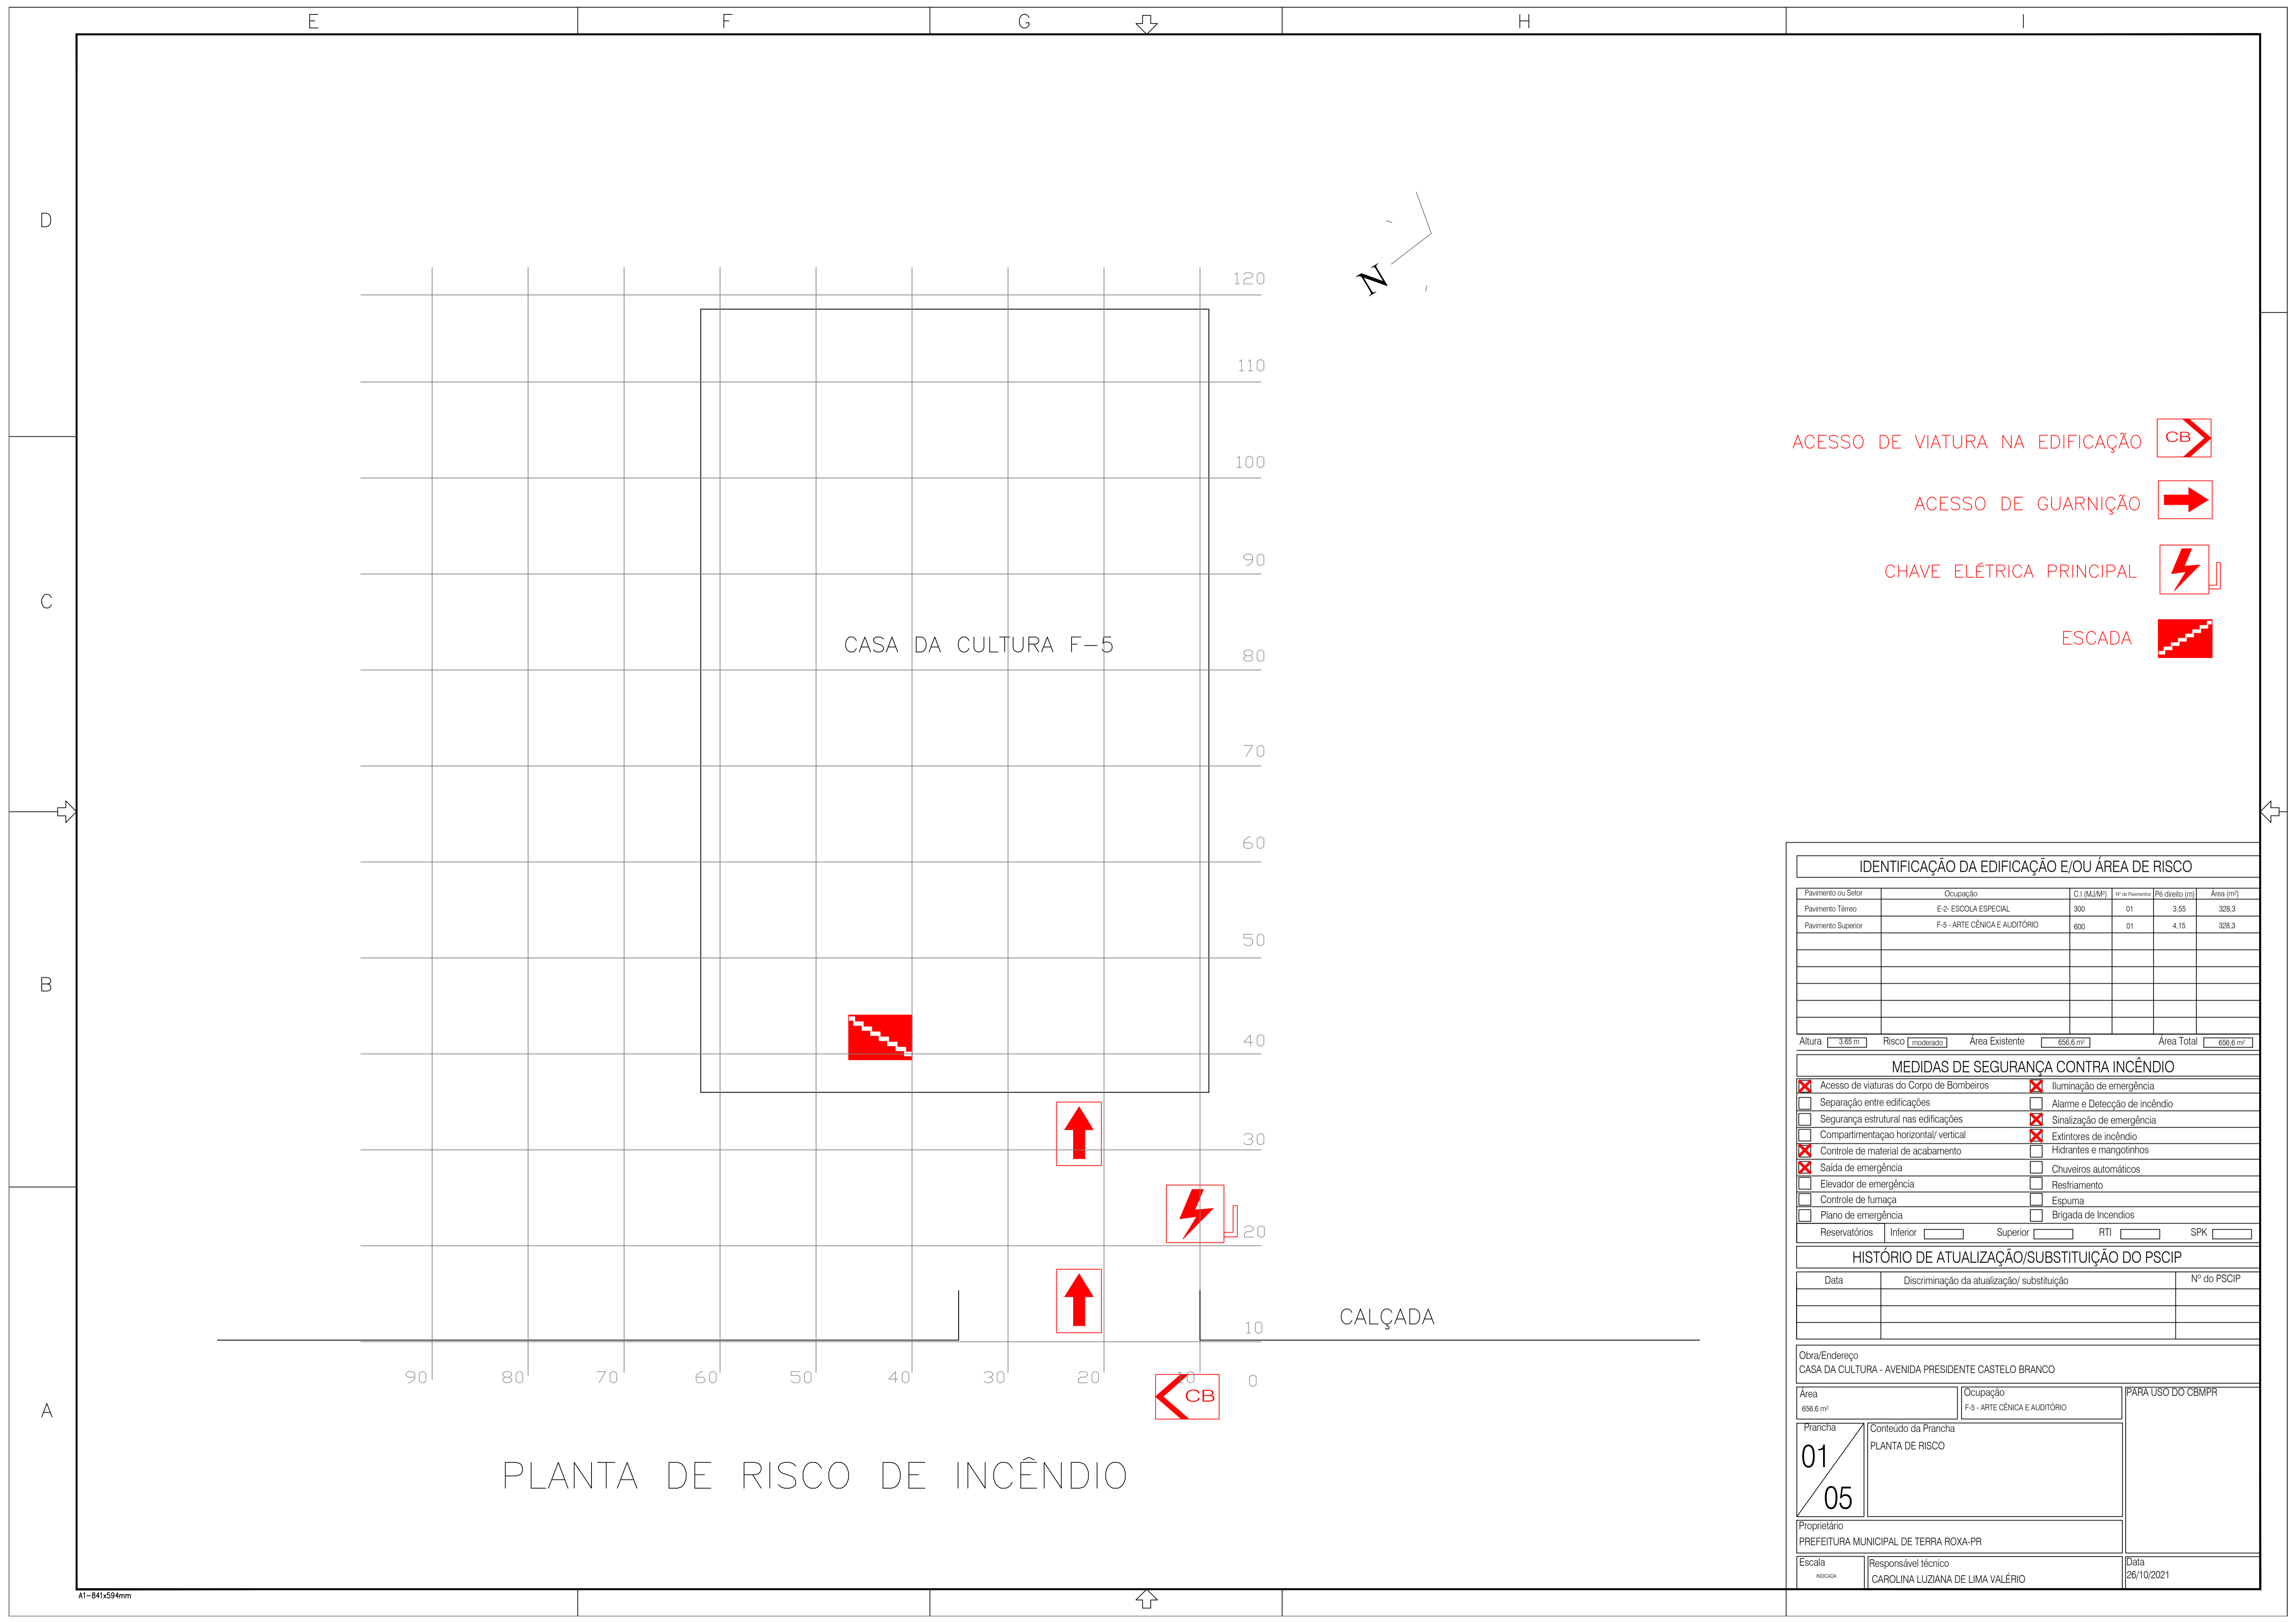 E
F
G
H
I
D
C
B
A
N
120
110
100
90
80
70
60
50
40
30
20
10
0
90
80
70
60
50
40
30
20
10
CASA DA CULTURA F-5
CALÇADA
CB
PLANTA DE RISCO DE INCÊNDIO
ACESSO DE VIATURA NA EDIFICAÇÃO CB
ACESSO DE GUARNIÇÃO
CHAVE ELÉTRICA PRINCIPAL
ESCADA
IDENTIFICAÇÃO DA EDIFICAÇÃO E/OU ÁREA DE RISCO
Pavimento ou Setor Ocupação C.I (MJ/M²) Nº de Pavimentos Pé direito (m) Área (m²)
Pavimento Térreo E-2- ESCOLA ESPECIAL 300 01 3,55 328,3
Pavimento Superior F-5 - ARTE CÊNICA E AUDITÓRIO 600 01 4,15 328,3
Altura 3.65 m Risco moderado Área Existente 656,6 m² Área Total 656,6 m²
MEDIDAS DE SEGURANÇA CONTRA INCÊNDIO
Acesso de viaturas do Corpo de Bombeiros Iluminação de emergência
Separação entre edificações Alarme e Detecção de incêndio
Segurança estrutural nas edificações Sinalização de emergência
Compartimentaçao horizontal/ vertical Extintores de incêndio
Controle de material de acabamento Hidrantes e mangotinhos
Saída de emergência Chuveiros automáticos
Elevador de emergência Resfriamento
Controle de fumaça Espuma
Plano de emergência Brigada de Incendios
Reservatórios Inferior Superior RTI SPK
HISTÓRIO DE ATUALIZAÇÃO/SUBSTITUIÇÃO DO PSCIP
Data Discriminação da atualização/ substituição Nº do PSCIP
Obra/Endereço
CASA DA CULTURA - AVENIDA PRESIDENTE CASTELO BRANCO
Área Ocupação PARA USO DO CBMPR
656,6 m² F-5 - ARTE CÊNICA E AUDITÓRIO
Prancha Conteúdo da Prancha
01 PLANTA DE RISCO
05
Proprietário
PREFEITURA MUNICIPAL DE TERRA ROXA-PR
Escala Responsável técnico Data
INDICADA CAROLINA LUZIANA DE LIMA VALÉRIO 26/10/2021
A1-841x594mm